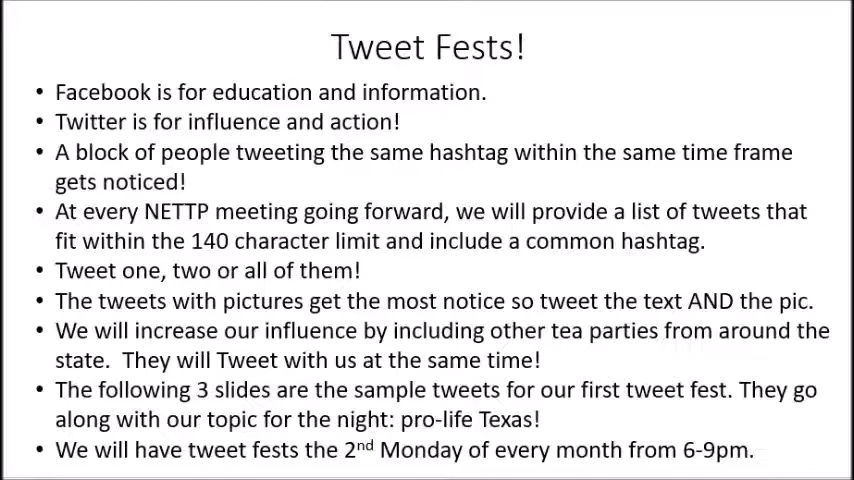 Tweet Fests!
• Facebook is for education and information.
• Twitter is for influence and action!
• A block of people tweeting the same hashtag within the same time frame
gets noticed!
• At every NETTP meeting going forward, we will provide a list of tweets that
fit within the 140 character limit and include a common hashtag.
• Tweet one, two or all of them!
• The tweets with pictures get the most notice so tweet the text AND the pic.
• We will increase our influence by including other tea parties from around the
state.  They will Tweet with us at the same time!
• The following 3 slides are the sample tweets for our first tweet fest. They go
along with our topic for the night: pro-life Texas!
• We will have tweet fests the 2nd Monday of every month from 6-9pm.